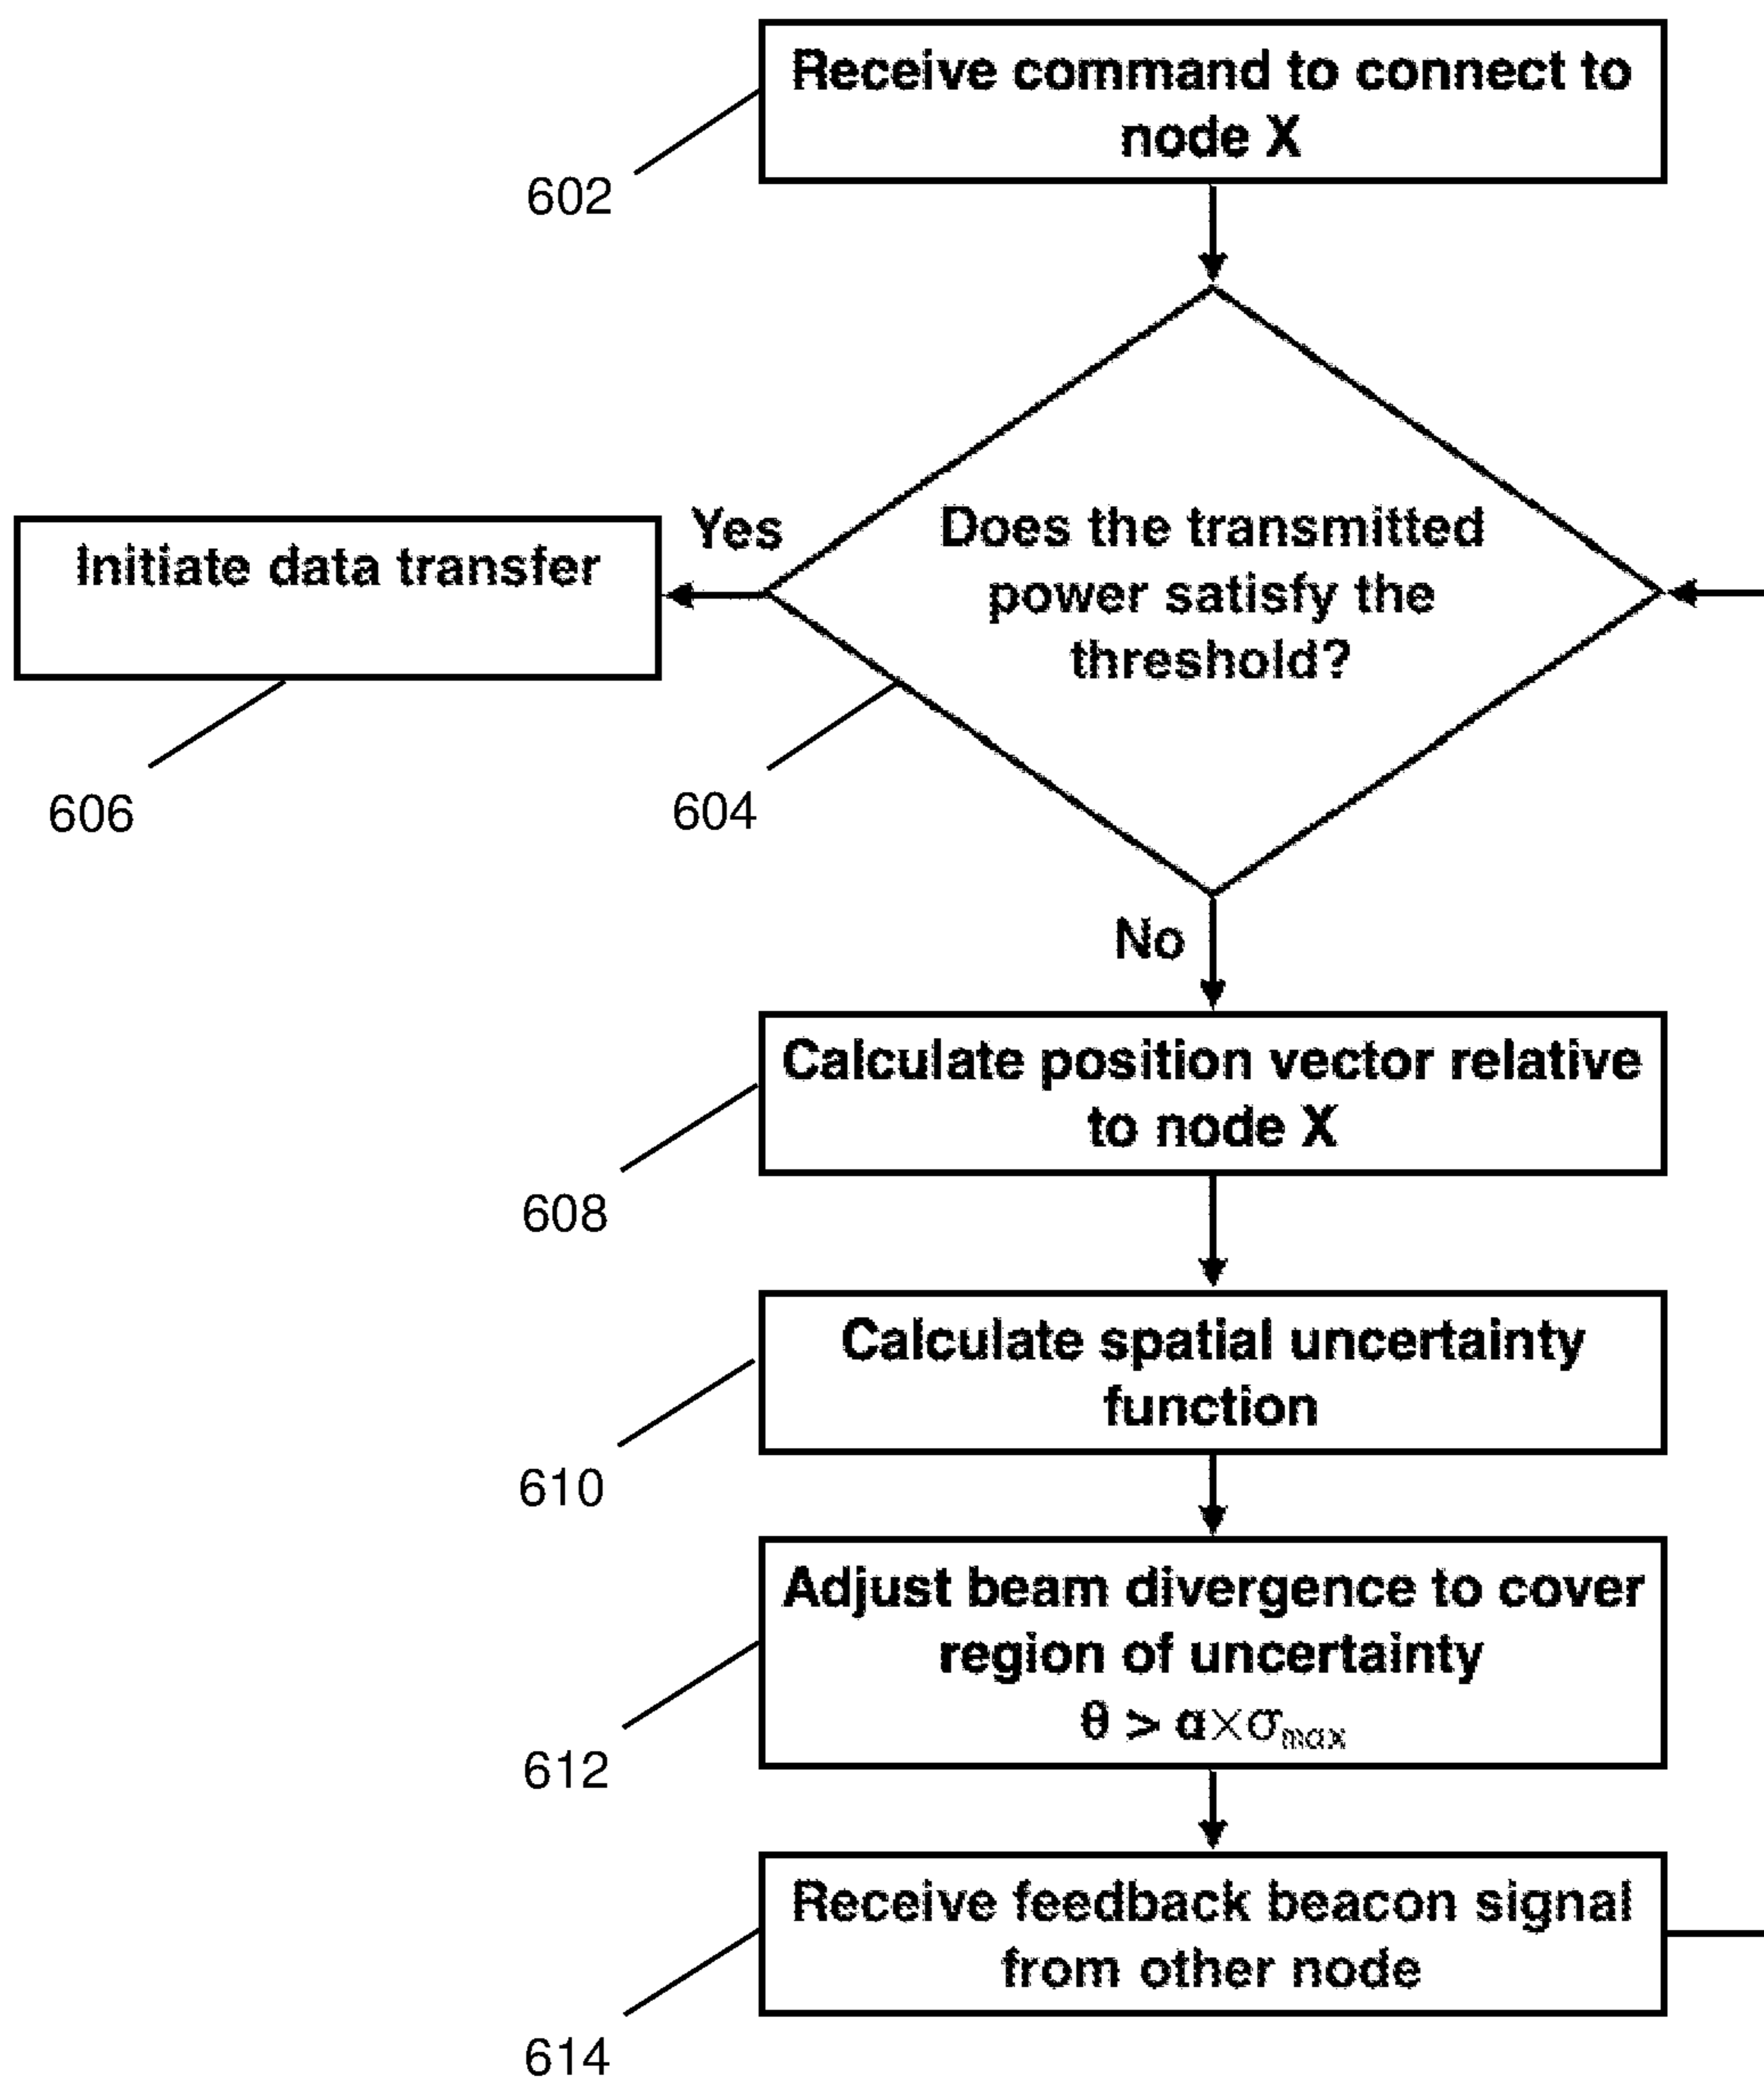 Receive command to connect to
node X
602
Does the transmitted
power satisfy the
threshold?
604
Yes
Initiate data transfer
606
No
Calculate position vector relative
to node X
608
Calculate spatial uncertainty
function
610
Adjust beam divergence to cover
region of uncertainty
θ > α×σmax
612
Receive feedback beacon signal
from other node
614